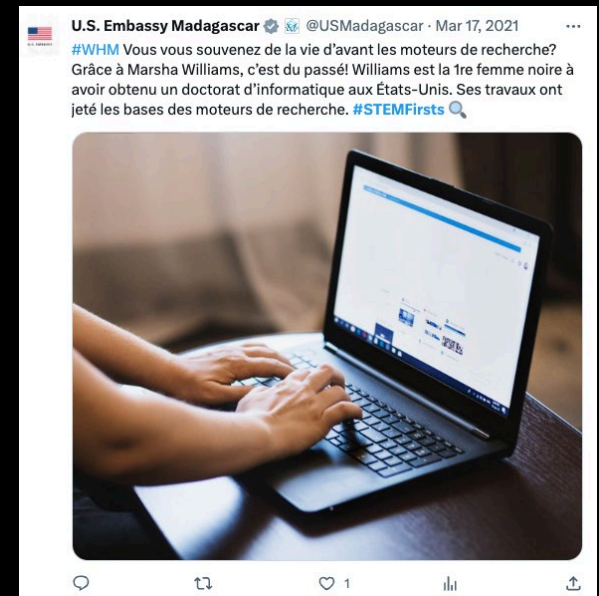 U.S. Embassy Madagascar @USMadagascar · Mar 17, 2021
#WHM Vous vous souvenez de la vie d'avant les moteurs de recherche?
Grâce à Marsha Williams, c'est du passé! Williams est la 1re femme noire à
avoir obtenu un doctorat d'informatique aux États-Unis. Ses travaux ont
jeté les bases des moteurs de recherche. #STEMFirsts
1